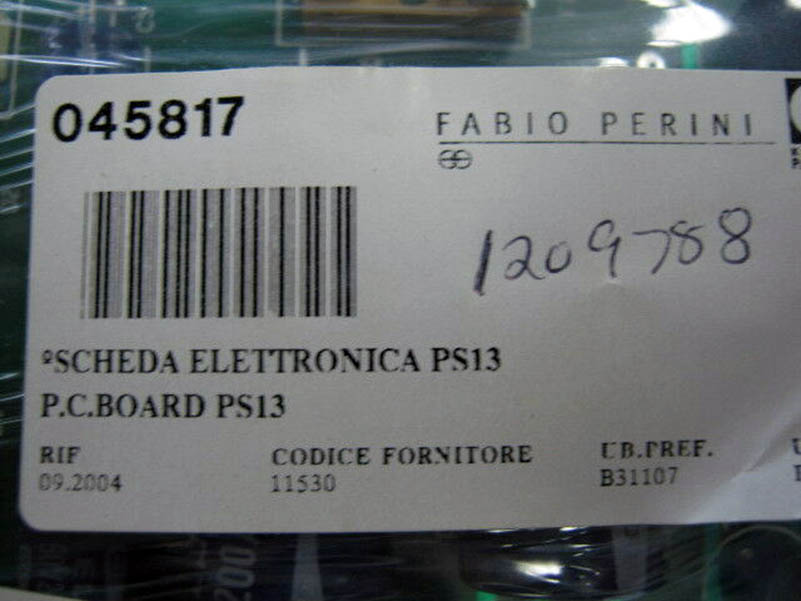 045817
FABIO PERINI
1209788
ºSCHEDA ELETTRONICA PS13
P.C.BOARD PS13
RIF CODICE FORNITORE UB.PREF.
09.2004 11530 B31107